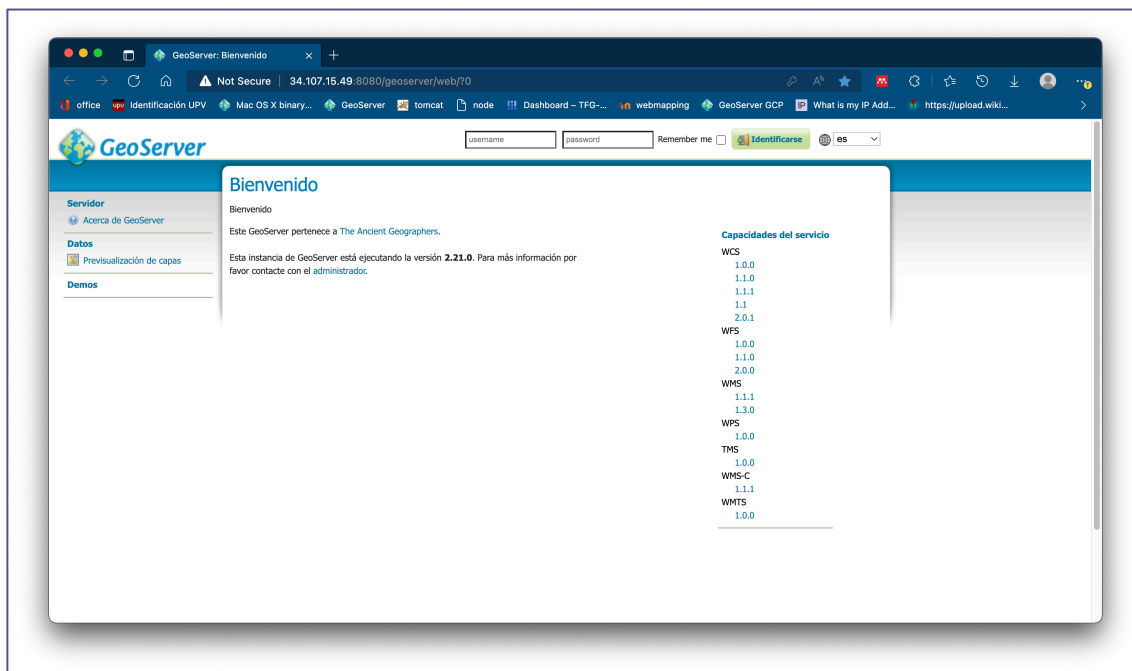 GeoServer: Bienvenido
Not Secure | 34.107.15.49:8080/geoserver/web/?0
office Identificación UPV Mac OS X binary... GeoServer tomcat node Dashboard – TFG-... webmapping GeoServer GCP What is my IP Add... https://upload.wiki...
GeoServer
username password Remember me Identificarse es
Servidor
Acerca de GeoServer
Datos
Previsualización de capas
Demos
Bienvenido
Bienvenido
Este GeoServer pertenece a The Ancient Geographers.
Esta instancia de GeoServer está ejecutando la versión 2.21.0. Para más información por
favor contacte con el administrador.
Capacidades del servicio
WCS
1.0.0
1.1.0
1.1.1
1.1
2.0.1
WFS
1.0.0
1.1.0
2.0.0
WMS
1.1.1
1.3.0
WPS
1.0.0
TMS
1.0.0
WMS-C
1.1.1
WMTS
1.0.0